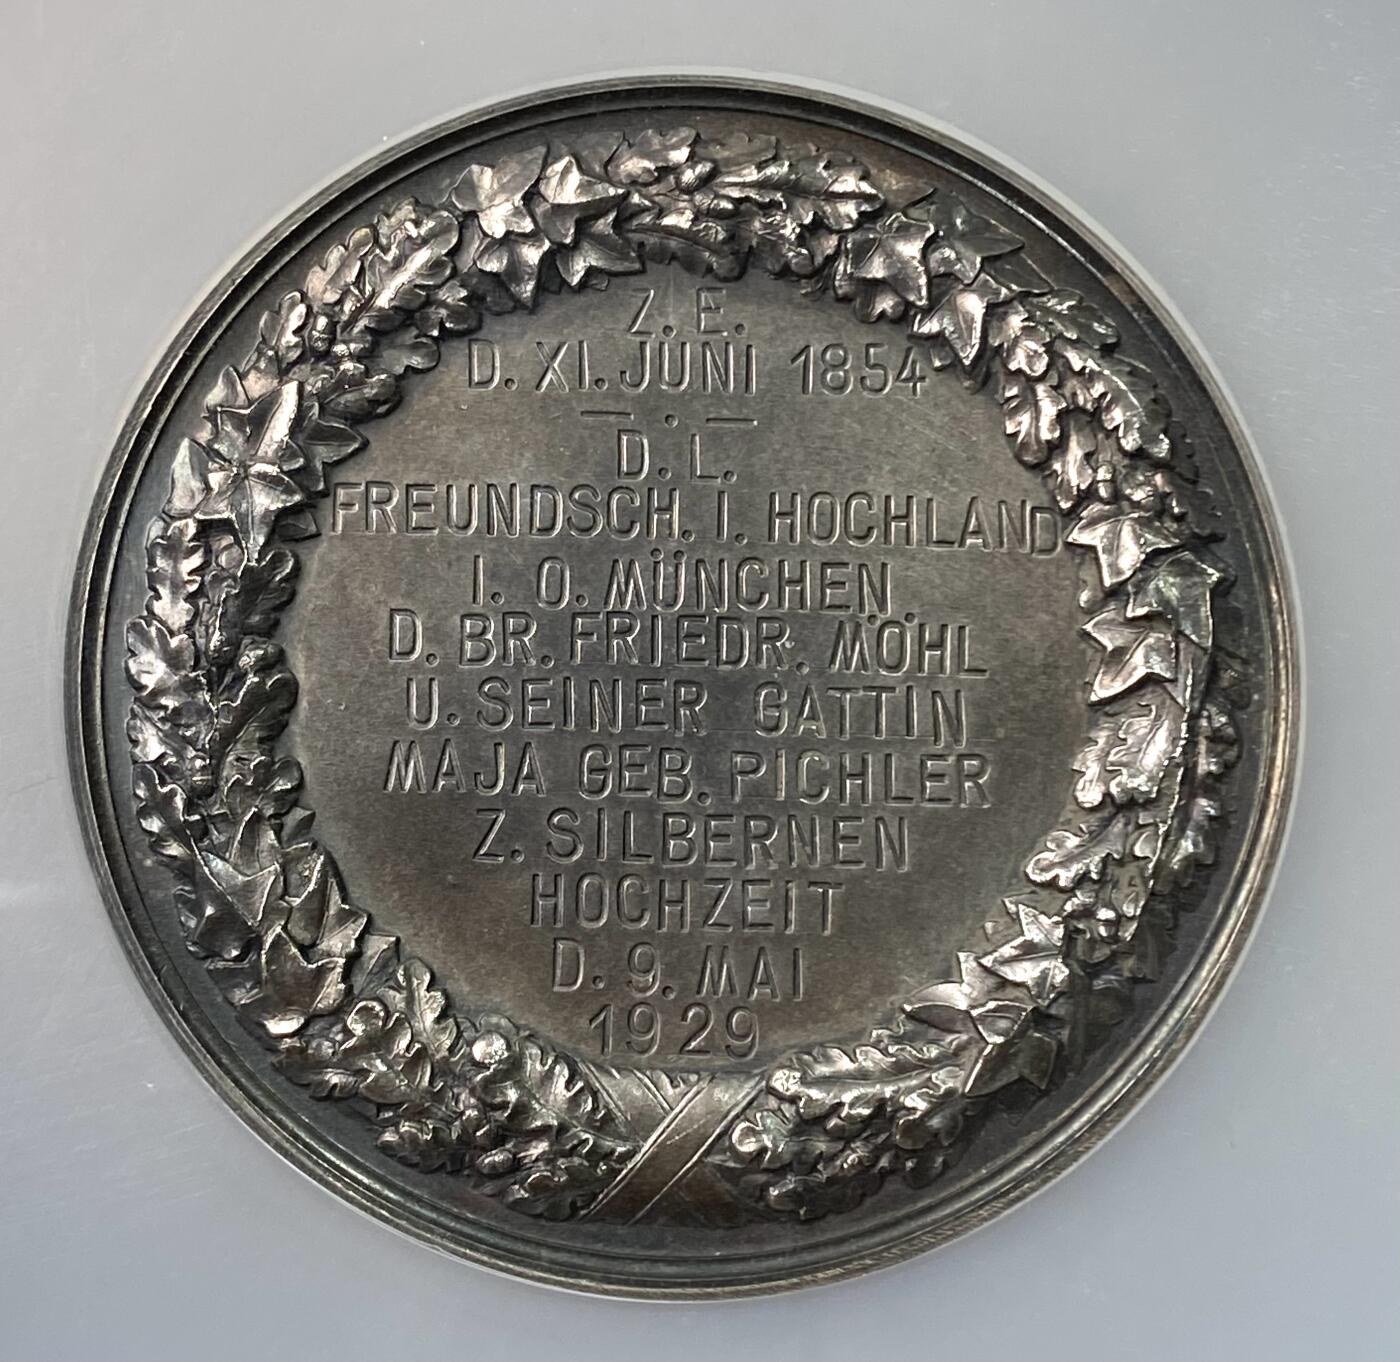 Z. E.
D. XI. JUNI 1854
— . —
D. L.
FREUNDSCH. I. HOCHLAND
I. O. MÜNCHEN
D. BR. FRIEDR. MÖHL
U. SEINER GATTIN
MAJA GEB. PICHLER
Z. SILBERNEN
HOCHZEIT
D. 9. MAI
1929